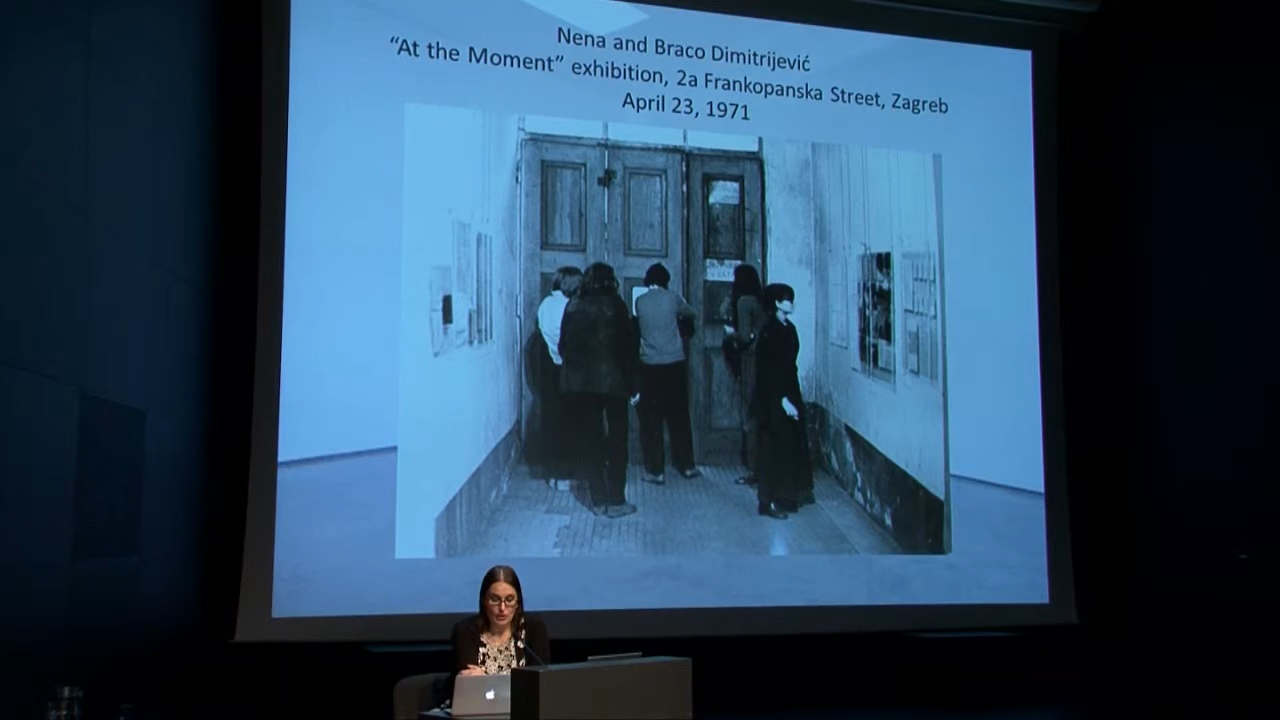 Nena and Braco Dimitrijević
“At the Moment” exhibition, 2a Frankopanska Street, Zagreb
April 23, 1971